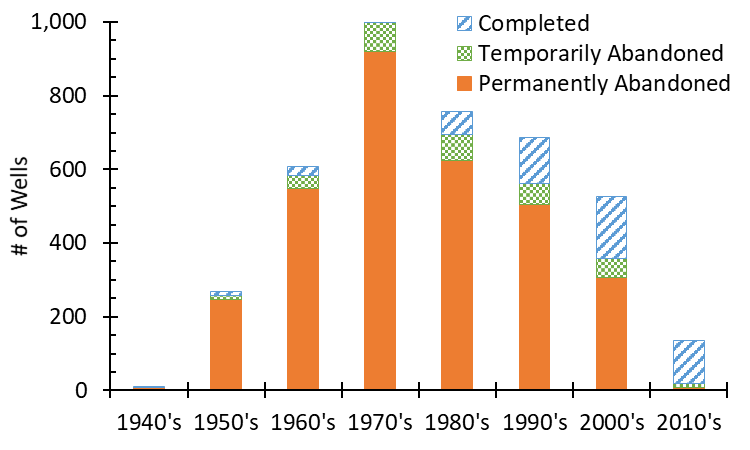 1,000
800
600
400
200
0
# of Wells
Completed
Temporarily Abandoned
Permanently Abandoned
1940's 1950's 1960's 1970's 1980's 1990's 2000's 2010's